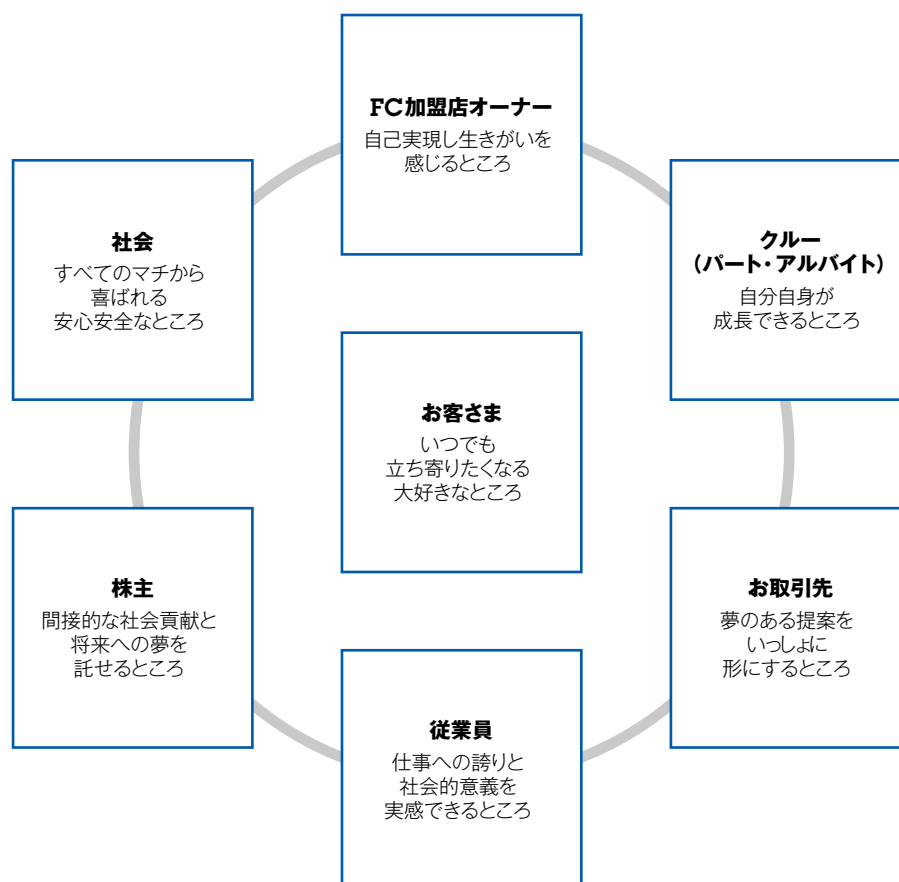 FC加盟店オーナー
自己実現し生きがいを
感じるところ
社会
すべてのマチから
喜ばれる
安心安全なところ
クルー
（パート・アルバイト）
自分自身が
成長できるところ
お客さま
いつでも
立ち寄りたくなる
大好きなところ
株主
間接的な社会貢献と
将来への夢を
託せるところ
お取引先
夢のある提案を
いっしょに
形にするところ
従業員
仕事への誇りと
社会的意義を
実感できるところ